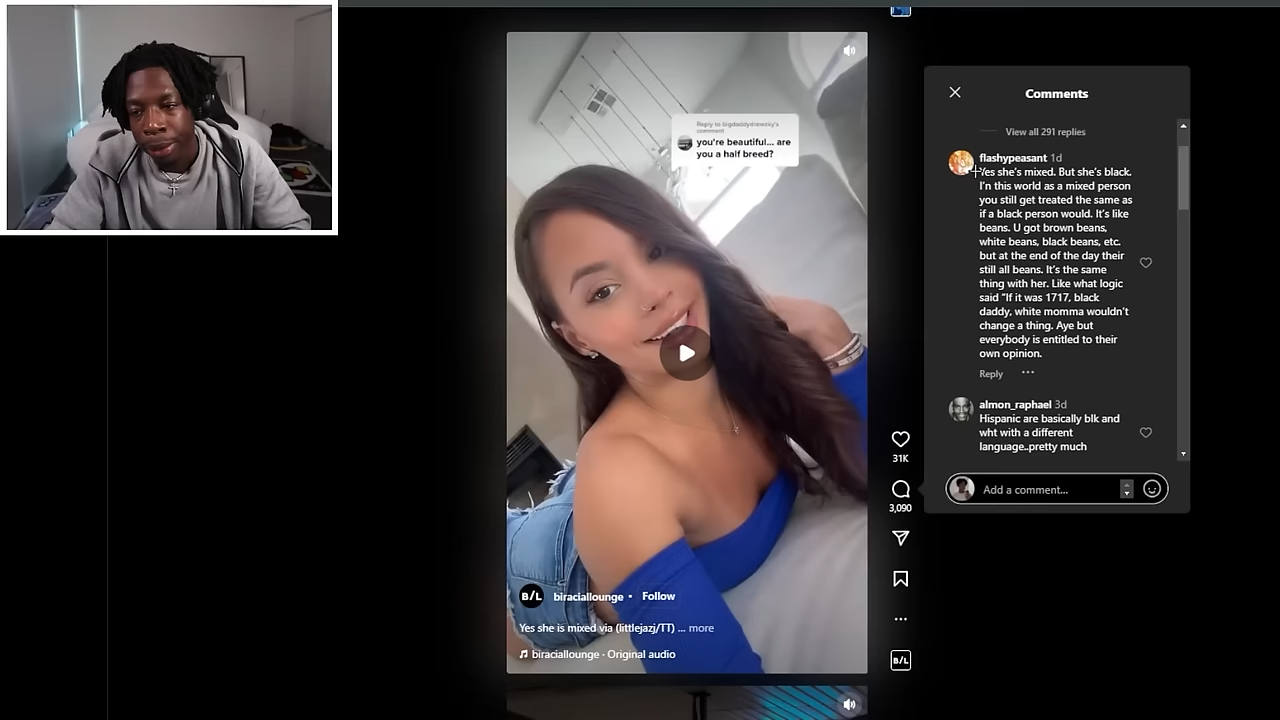 Reply to bigdaddydrewsky's
comment
you're beautiful... are
you a half breed?
B/L
biraciallounge • Follow
Yes she is mixed via (littlejazj/TT) ... more
biraciallounge · Original audio
31K
3,090
B/L
Comments
View all 291 replies
flashypeasant 1d
Yes she's mixed. But she's black.
I'n this world as a mixed person
you still get treated the same as
if a black person would. It's like
beans. U got brown beans,
white beans, black beans, etc.
but at the end of the day their
still all beans. It's the same
thing with her. Like what logic
said "If it was 1717, black
daddy, white momma wouldn't
change a thing. Aye but
everybody is entitled to their
own opinion.
Reply
almon_raphael 3d
Hispanic are basically blk and
wht with a different
language..pretty much
Add a comment...